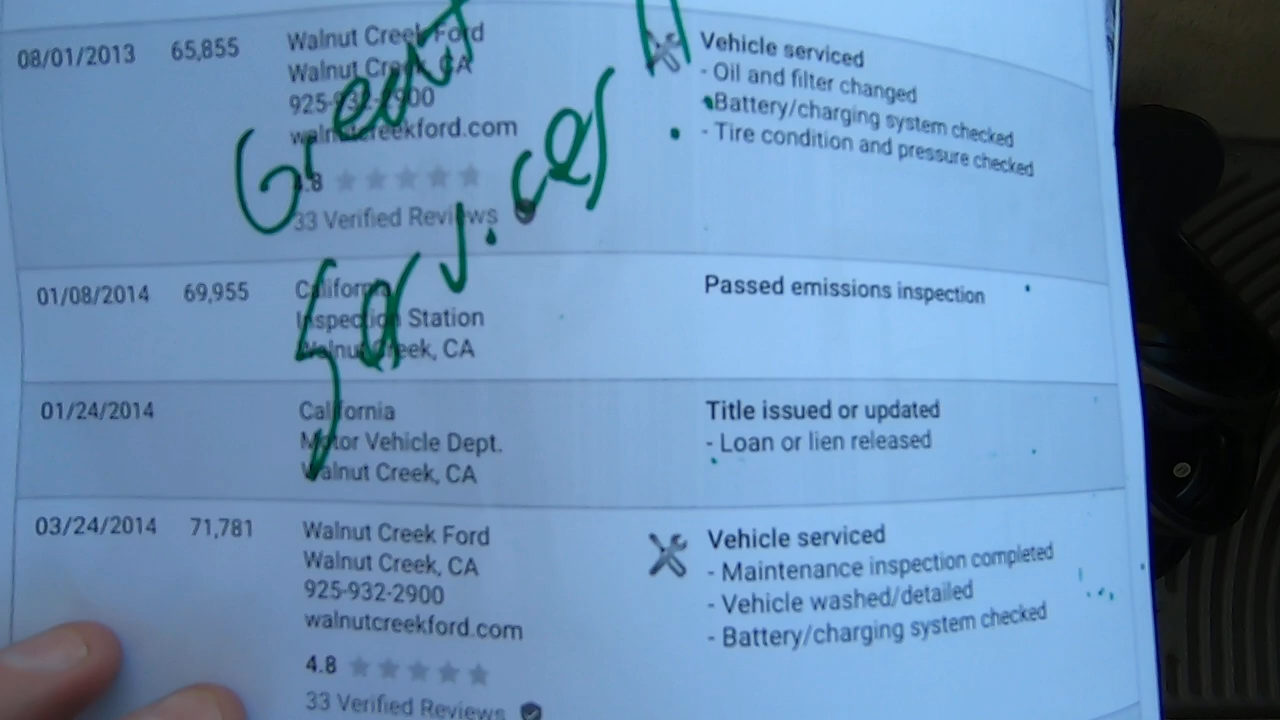 08/01/2013 65,855 Walnut Creek Ford Vehicle serviced
Walnut Creek, CA - Oil and filter changed
925-932-2900 - Battery/charging system checked
walnutcreekford.com - Tire condition and pressure checked
4.8
33 Verified Reviews
Great
01/08/2014 69,955 California Passed emissions inspection
Inspection Station
Walnut Creek, CA
01/24/2014 California Title issued or updated
Motor Vehicle Dept. - Loan or lien released
Walnut Creek, CA
03/24/2014 71,781 Walnut Creek Ford Vehicle serviced
Walnut Creek, CA - Maintenance inspection completed
925-932-2900 - Vehicle washed/detailed
walnutcreekford.com - Battery/charging system checked
4.8
33 Verified Reviews